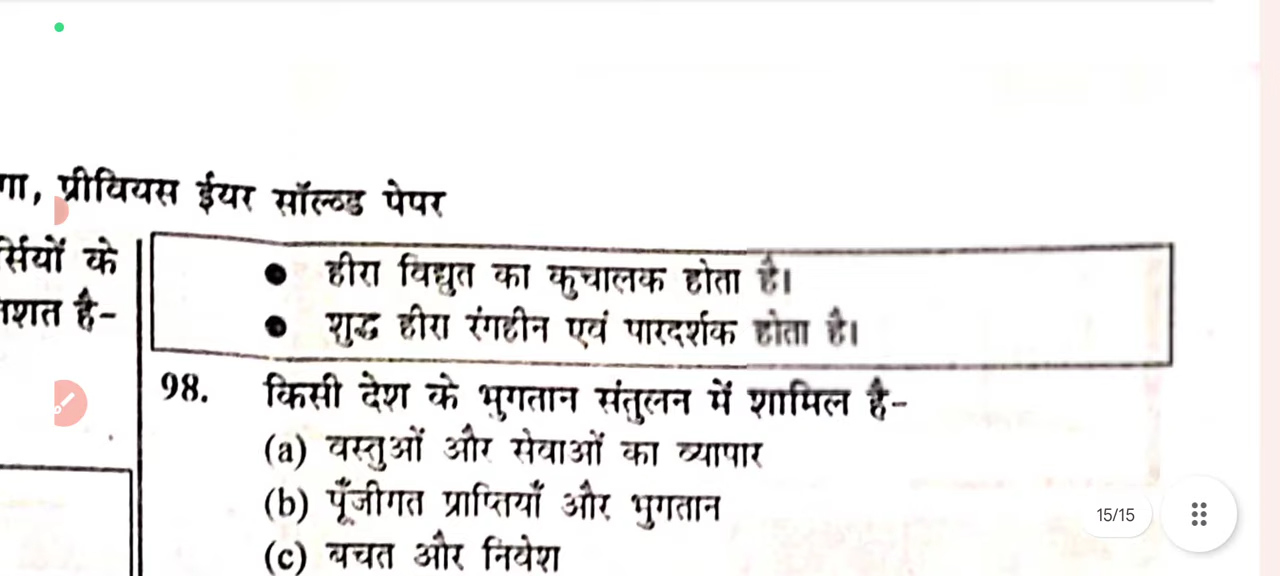 गा, प्रीवियस ईयर सॉल्व्ड पेपर
र्सियों के
तिशत है-
● हीरा विद्युत का कुचालक होता है।
● शुद्ध हीरा रंगहीन एवं पारदर्शक होता है।
98. किसी देश के भुगतान संतुलन में शामिल है-
(a) वस्तुओं और सेवाओं का व्यापार
(b) पूँजीगत प्राप्तियाँ और भुगतान
(c) बचत और निवेश
15/15